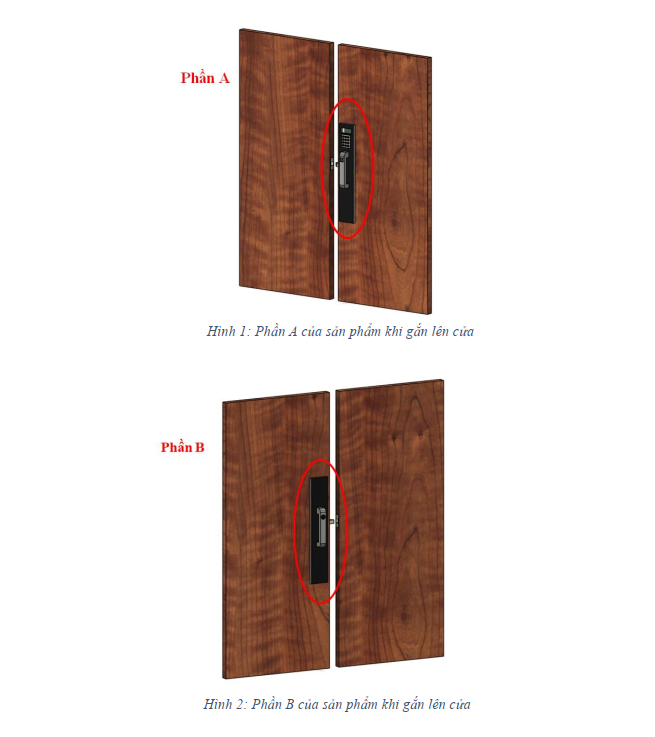 Phần A
Hình 1: Phần A của sản phẩm khi gắn lên cửa
Phần B
Hình 2: Phần B của sản phẩm khi gắn lên cửa